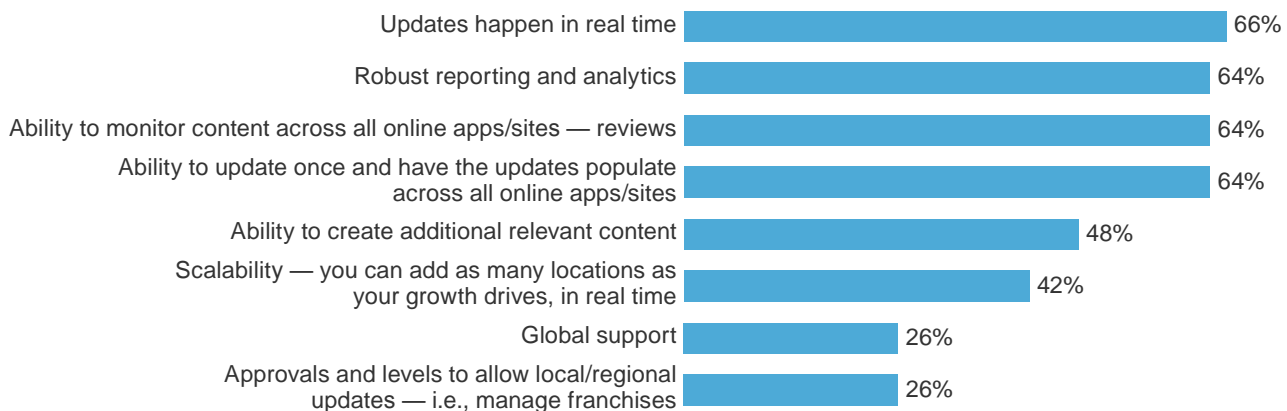 Updates happen in real time 66%
Robust reporting and analytics 64%
Ability to monitor content across all online apps/sites — reviews 64%
Ability to update once and have the updates populate
across all online apps/sites 64%
Ability to create additional relevant content 48%
Scalability — you can add as many locations as
your growth drives, in real time 42%
Global support 26%
Approvals and levels to allow local/regional
updates — i.e., manage franchises 26%